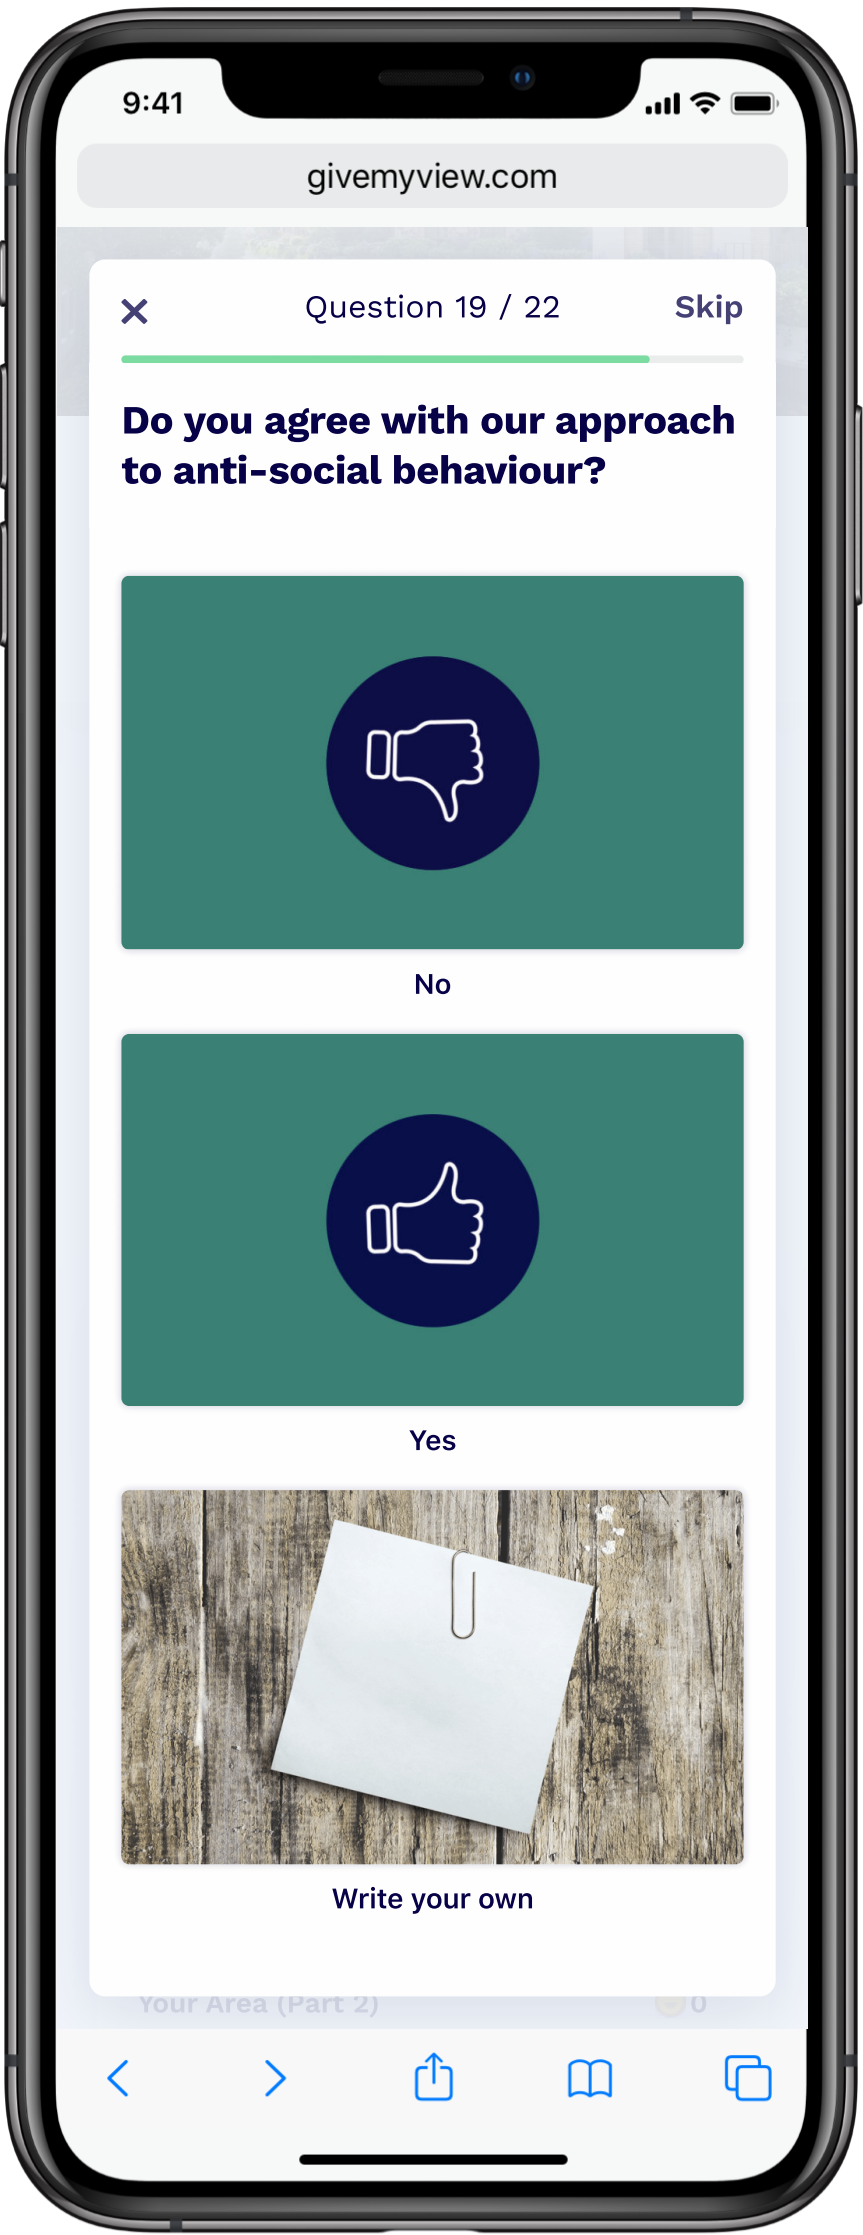 9:41
givemyview.com
Question 19 / 22
Skip
Do you agree with our approach
to anti-social behaviour?
No
Yes
Write your own
Your Area (Part 2)
0